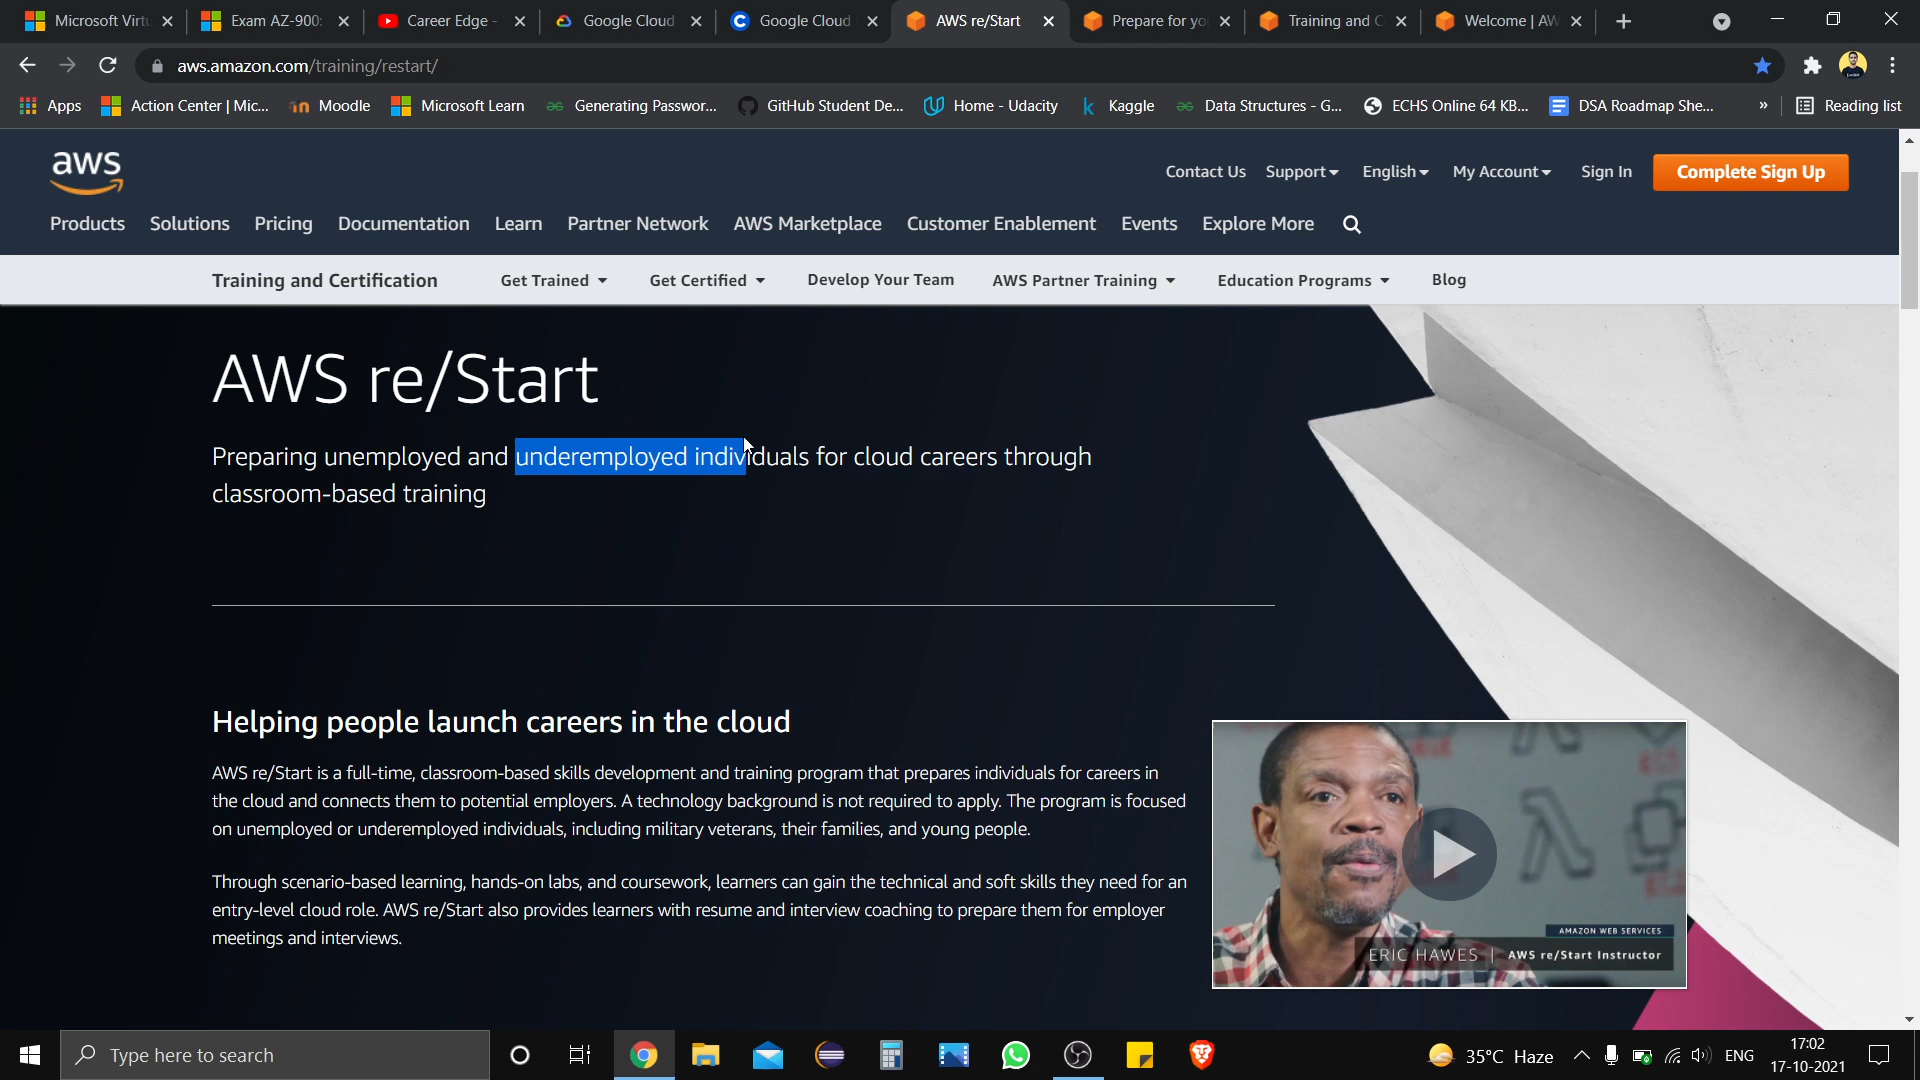 Microsoft Virtu
Exam AZ-900:
Career Edge -
Google Cloud
Google Cloud
AWS re/Start
Prepare for yo
Training and C
Welcome | AW
aws.amazon.com/training/restart/
Apps
Action Center | Mic...
Moodle
Microsoft Learn
Generating Passwor...
GitHub Student De...
Home - Udacity
Kaggle
Data Structures - G...
ECHS Online 64 KB...
DSA Roadmap She...
»
Reading list
aws
Contact Us
Support
English
My Account
Sign In
Complete Sign Up
Products
Solutions
Pricing
Documentation
Learn
Partner Network
AWS Marketplace
Customer Enablement
Events
Explore More
Training and Certification
Get Trained
Get Certified
Develop Your Team
AWS Partner Training
Education Programs
Blog
AWS re/Start
Preparing unemployed and underemployed individuals for cloud careers through
classroom-based training
Helping people launch careers in the cloud
AWS re/Start is a full-time, classroom-based skills development and training program that prepares individuals for careers in
the cloud and connects them to potential employers. A technology background is not required to apply. The program is focused
on unemployed or underemployed individuals, including military veterans, their families, and young people.
Through scenario-based learning, hands-on labs, and coursework, learners can gain the technical and soft skills they need for an
entry-level cloud role. AWS re/Start also provides learners with resume and interview coaching to prepare them for employer
meetings and interviews.
AMAZON WEB SERVICES
ERIC HAWES | AWS re/Start Instructor
Type here to search
35°C Haze
ENG
17:02
17-10-2021